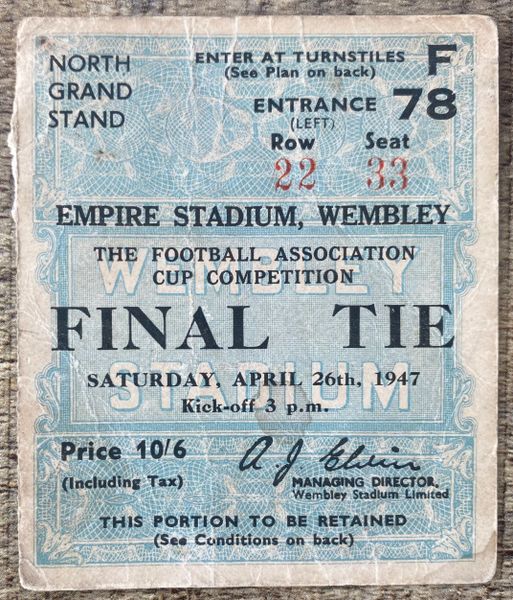 NORTH
GRAND
STAND
ENTER AT TURNSTILES F
(See Plan on back)
ENTRANCE 78
(LEFT)
Row Seat
22 33
EMPIRE STADIUM, WEMBLEY
THE FOOTBALL ASSOCIATION
CUP COMPETITION
WEMBLEY
FINAL TIE
STADIUM
SATURDAY, APRIL 26th, 1947
Kick-off 3 p.m.
Price 10/6
(Including Tax)
A J Elvin
MANAGING DIRECTOR,
Wembley Stadium Limited
THIS PORTION TO BE RETAINED
(See Conditions on back)